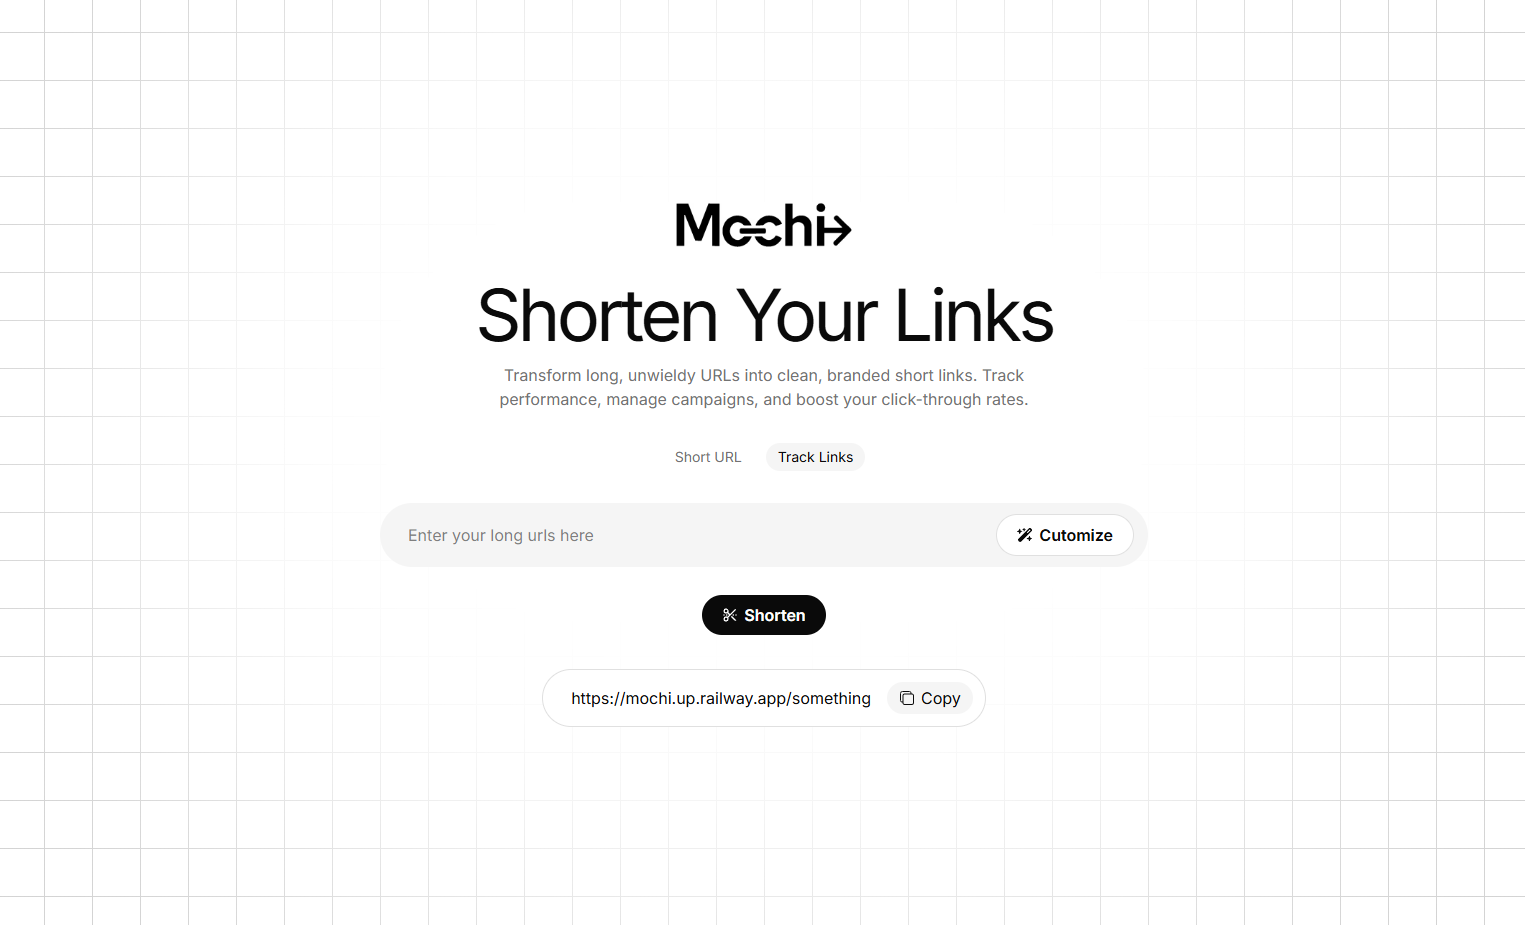 Mochi
Shorten Your Links
Transform long, unwieldy URLs into clean, branded short links. Track
performance, manage campaigns, and boost your click-through rates.
Short URL Track Links
Enter your long urls here Cutomize
Shorten
https://mochi.up.railway.app/something Copy